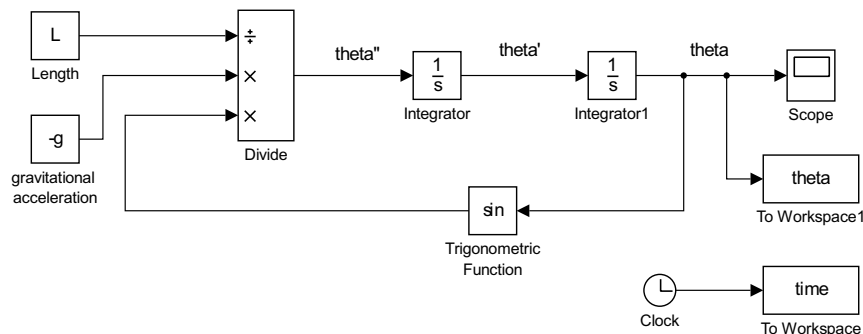 L
Length
-g
gravitational
acceleration
÷
×
×
Divide
theta"
1
s
Integrator
theta'
1
s
Integrator1
theta
Scope
theta
To Workspace1
sin
Trigonometric
Function
Clock
time
To Workspace